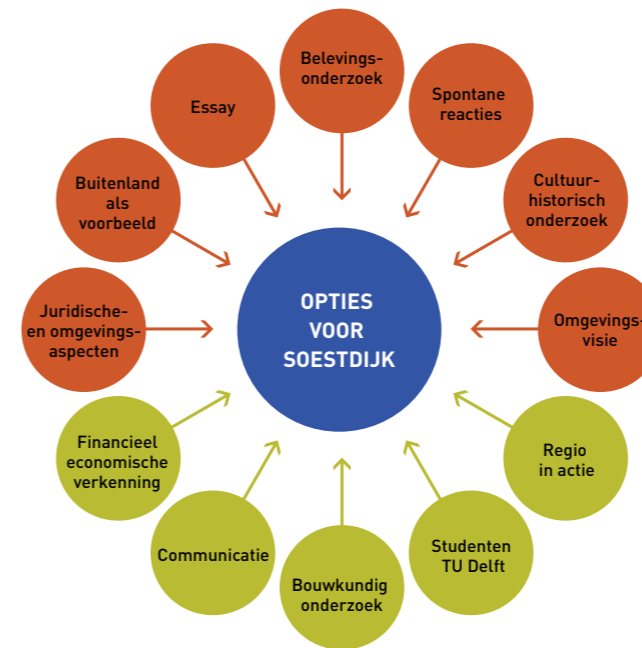 Belevings-
onderzoek
Spontane
reacties
Cultuur-
historisch
onderzoek
Omgevings-
visie
Regio
in actie
Studenten
TU Delft
Bouwkundig
onderzoek
Communicatie
Financieel
economische
verkenning
Juridische-
en omgevings-
aspecten
Buitenland
als
voorbeeld
Essay
OPTIES
VOOR
SOESTDIJK